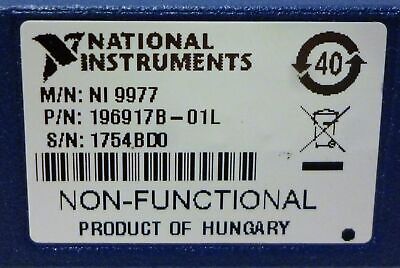 NATIONAL
INSTRUMENTS
40
M/N: NI 9977
P/N: 196917B-01L
S/N: 1754BD0
NON-FUNCTIONAL
PRODUCT OF HUNGARY